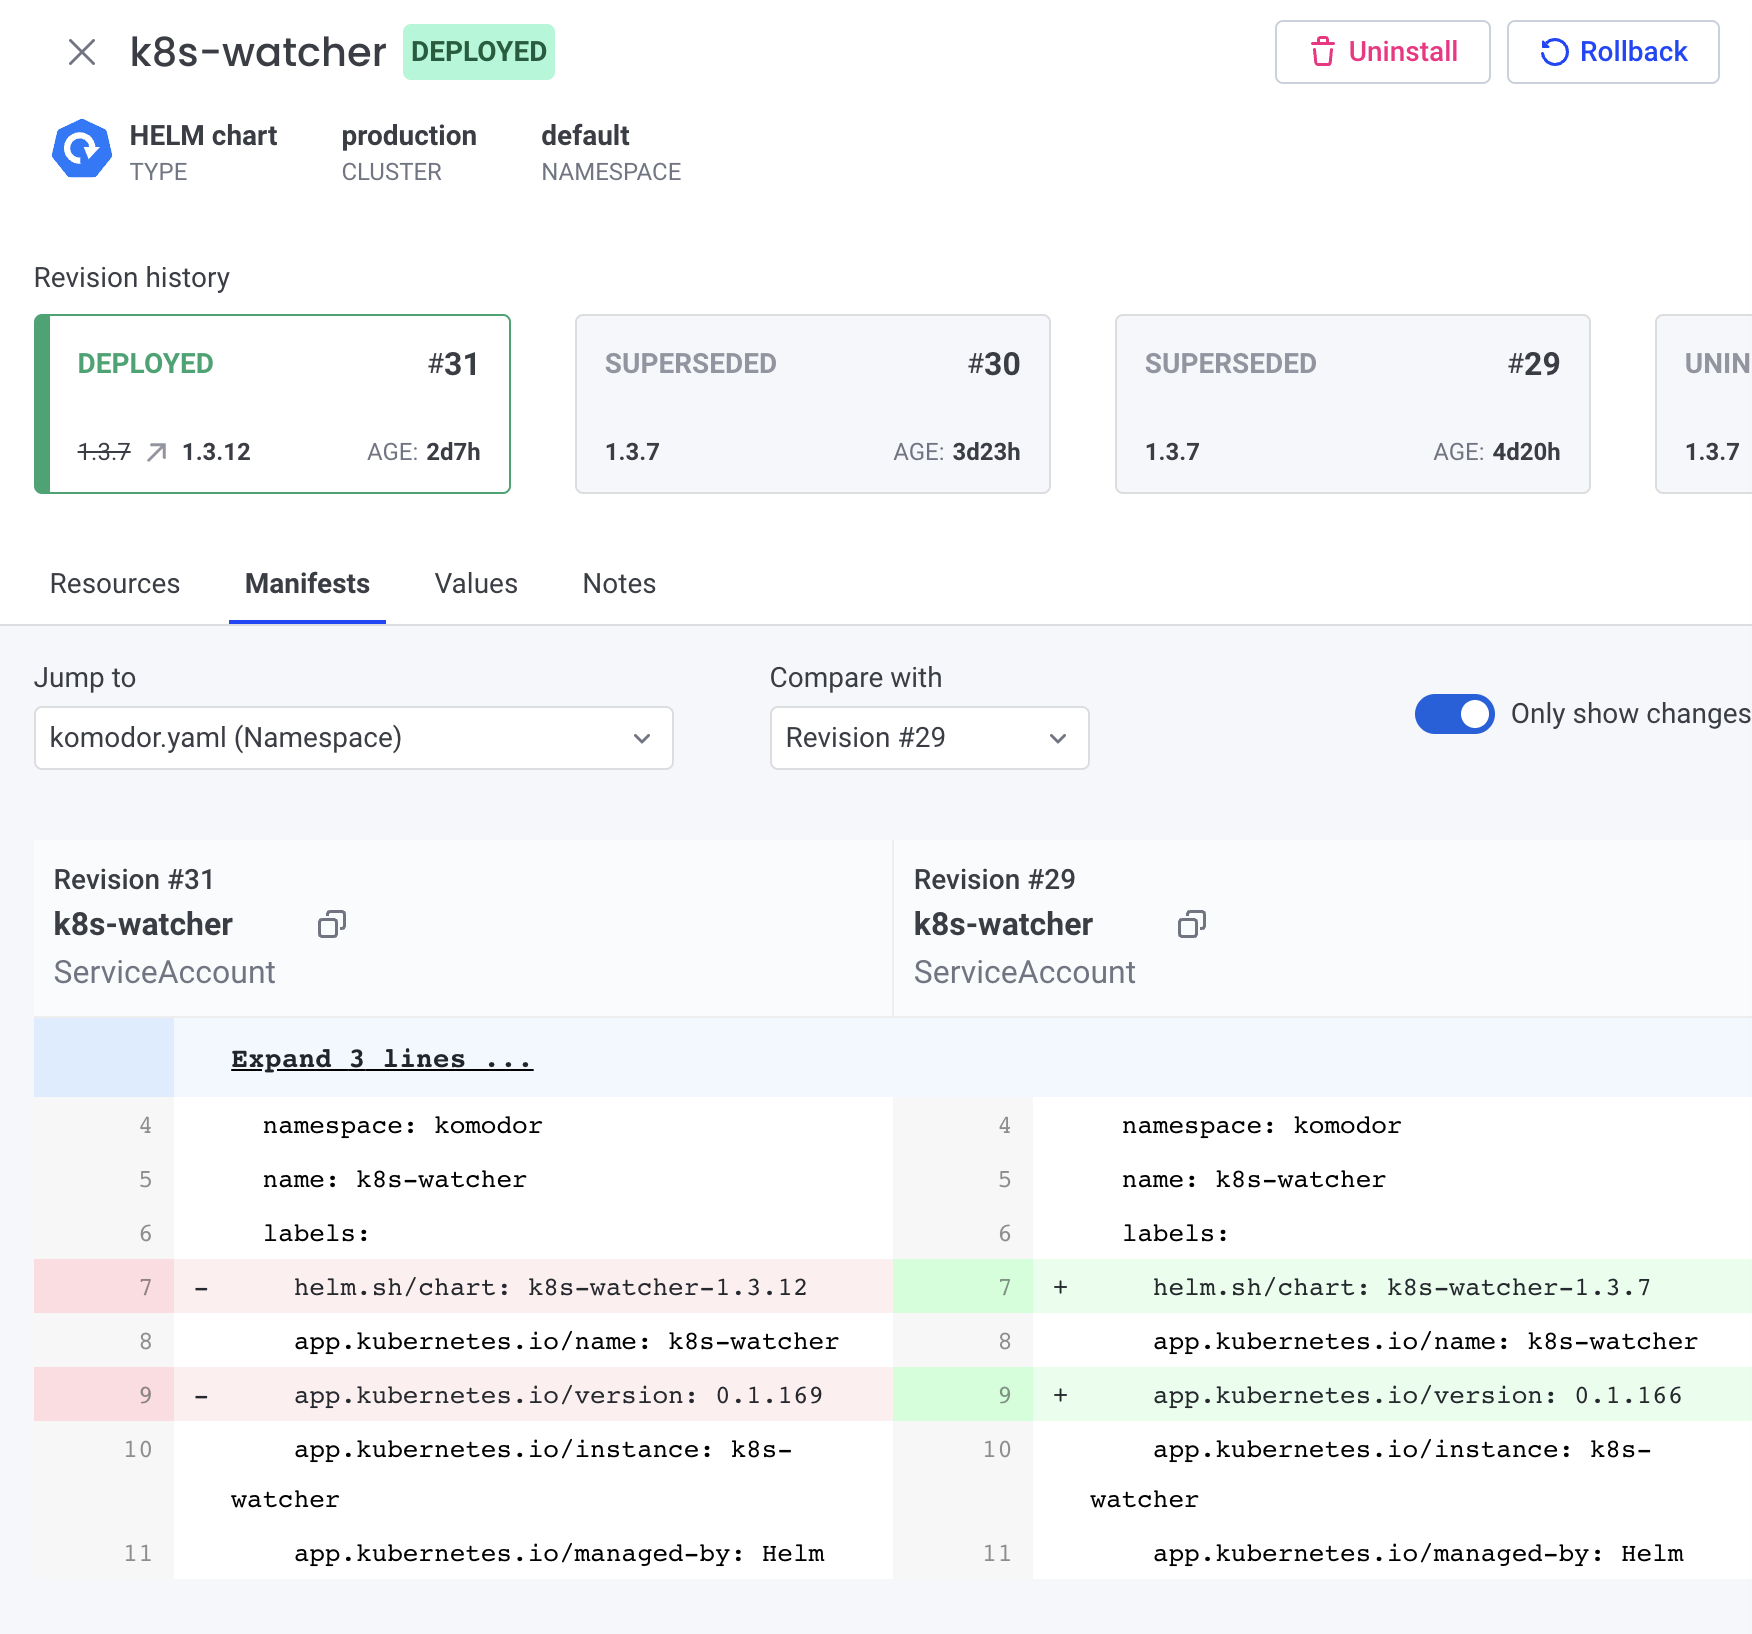 k8s-watcher DEPLOYED Uninstall Rollback
HELM chart production default
TYPE CLUSTER NAMESPACE
Revision history
DEPLOYED #31 SUPERSEDED #30 SUPERSEDED #29 UNIN
1.3.7 1.3.12 AGE: 2d7h 1.3.7 AGE: 3d23h 1.3.7 AGE: 4d20h 1.3.7
Resources Manifests Values Notes
Jump to Compare with
komodor.yaml (Namespace) Revision #29 Only show changes
Revision #31 Revision #29
k8s-watcher k8s-watcher
ServiceAccount ServiceAccount
Expand 3 lines ...
4 namespace: komodor 4 namespace: komodor
5 name: k8s-watcher 5 name: k8s-watcher
6 labels: 6 labels:
7 - helm.sh/chart: k8s-watcher-1.3.12 7 + helm.sh/chart: k8s-watcher-1.3.7
8 app.kubernetes.io/name: k8s-watcher 8 app.kubernetes.io/name: k8s-watcher
9 - app.kubernetes.io/version: 0.1.169 9 + app.kubernetes.io/version: 0.1.166
10 app.kubernetes.io/instance: k8s- 10 app.kubernetes.io/instance: k8s-
watcher watcher
11 app.kubernetes.io/managed-by: Helm 11 app.kubernetes.io/managed-by: Helm